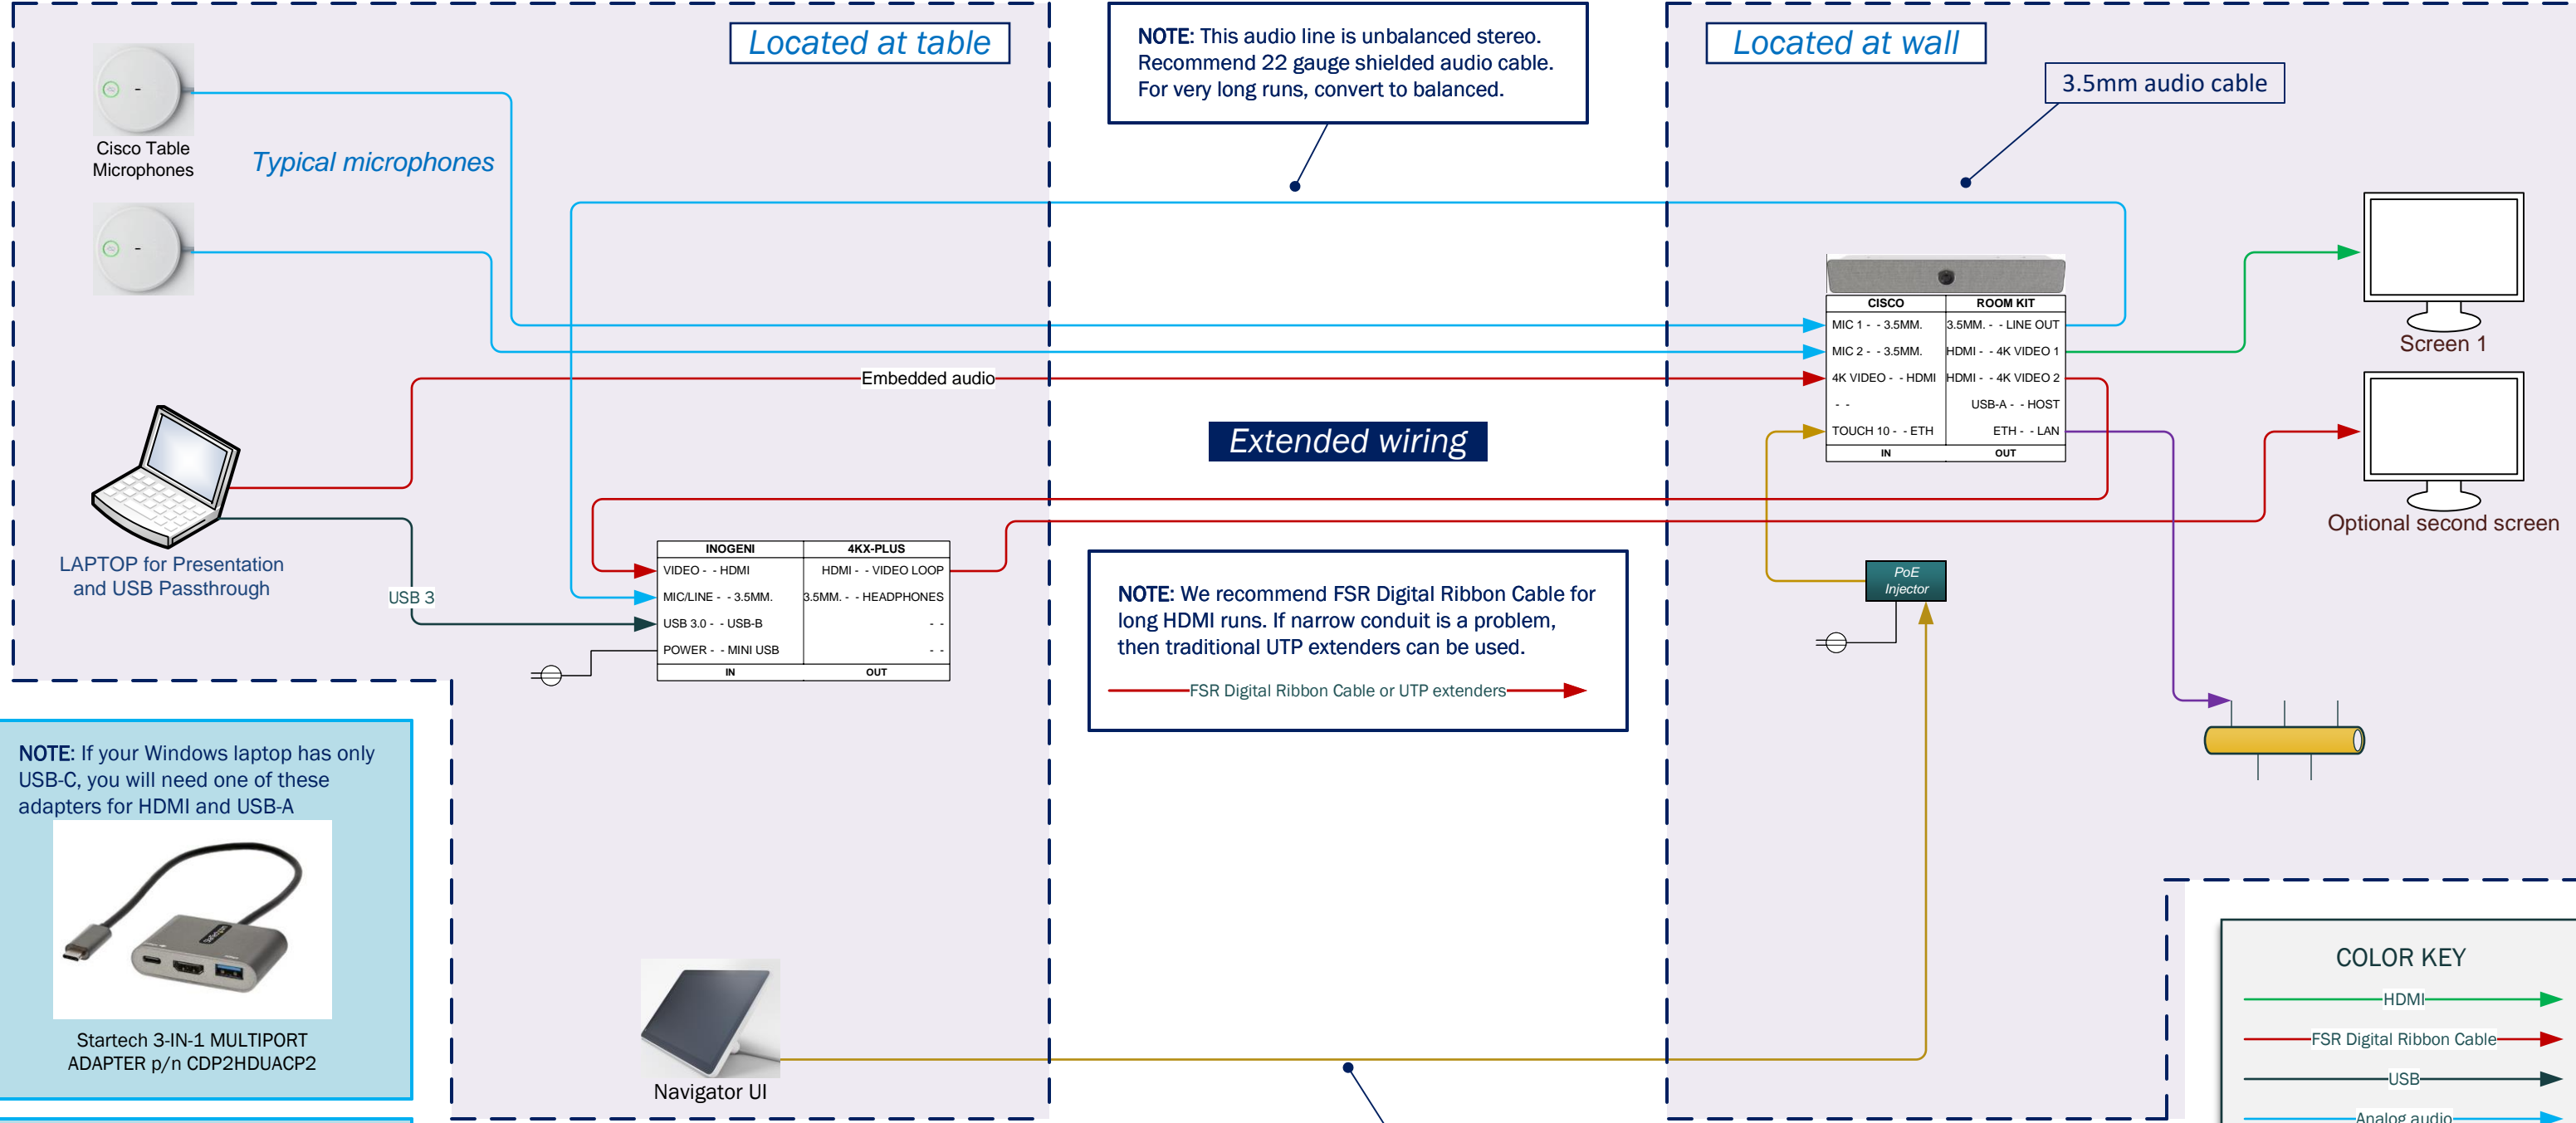 Located at table
NOTE: This audio line is unbalanced stereo.
Recommend 22 gauge shielded audio cable.
For very long runs, convert to balanced.
Located at wall
3.5mm audio cable
Cisco Table
Microphones
Typical microphones
CISCO
ROOM KIT
MIC 1 - - 3.5MM.
3.5MM. - - LINE OUT
MIC 2 - - 3.5MM.
HDMI - - 4K VIDEO 1
4K VIDEO - - HDMI
HDMI - - 4K VIDEO 2
- -
USB-A - - HOST
TOUCH 10 - - ETH
ETH - - LAN
IN
OUT
Screen 1
Optional second screen
Embedded audio
Extended wiring
LAPTOP for Presentation
and USB Passthrough
USB 3
INOGENI
4KX-PLUS
VIDEO - - HDMI
HDMI - - VIDEO LOOP
MIC/LINE - - 3.5MM.
3.5MM. - - HEADPHONES
USB 3.0 - - USB-B
- -
POWER - - MINI USB
- -
IN
OUT
NOTE: We recommend FSR Digital Ribbon Cable for
long HDMI runs. If narrow conduit is a problem,
then traditional UTP extenders can be used.
FSR Digital Ribbon Cable or UTP extenders
PoE
Injector
NOTE: If your Windows laptop has only
USB-C, you will need one of these
adapters for HDMI and USB-A
Startech 3-IN-1 MULTIPORT
ADAPTER p/n CDP2HDUACP2
Navigator UI
COLOR KEY
HDMI
FSR Digital Ribbon Cable
USB
Analog audio